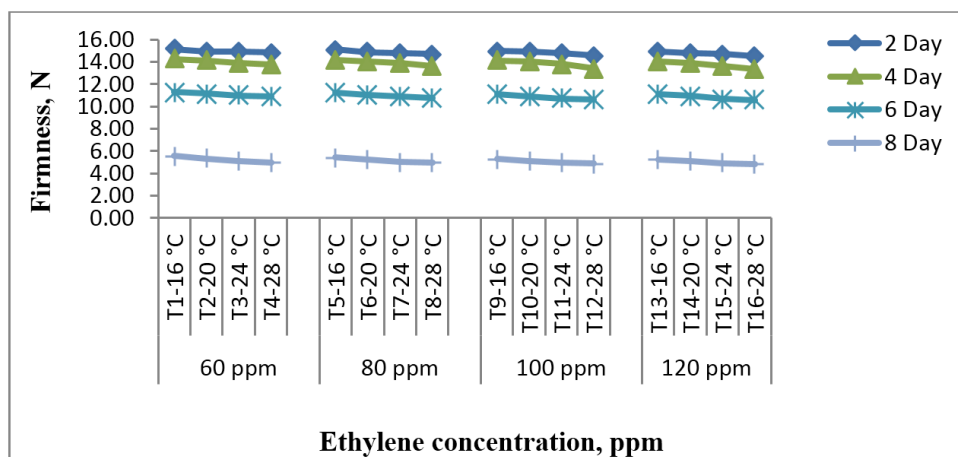 16.00
14.00
12.00
10.00
8.00
6.00
4.00
2.00
0.00
Firmness, N
2 Day
4 Day
6 Day
8 Day
T1-16 °C
T2-20 °C
T3-24 °C
T4-28 °C
T5-16 °C
T6-20 °C
T7-24 °C
T8-28 °C
T9-16 °C
T10-20 °C
T11-24 °C
T12-28 °C
T13-16 °C
T14-20 °C
T15-24 °C
T16-28 °C
60 ppm
80 ppm
100 ppm
120 ppm
Ethylene concentration, ppm